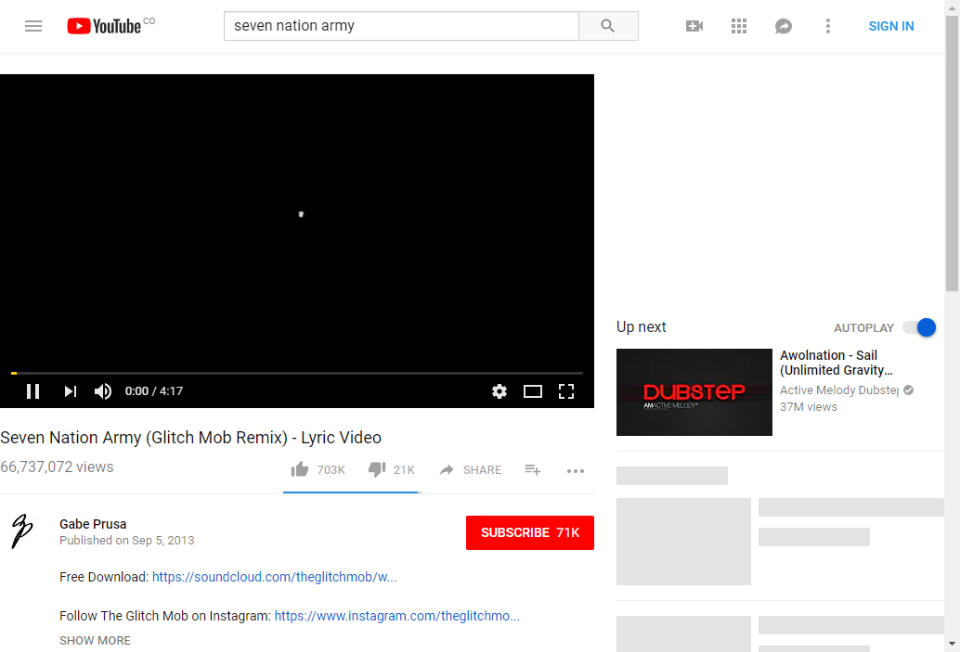 YouTube CO
seven nation army
SIGN IN
0:00 / 4:17
Seven Nation Army (Glitch Mob Remix) - Lyric Video
66,737,072 views
703K
21K
SHARE
Gabe Prusa
Published on Sep 5, 2013
SUBSCRIBE 71K
Free Download: https://soundcloud.com/theglitchmob/w...
Follow The Glitch Mob on Instagram: https://www.instagram.com/theglitchmo...
SHOW MORE
Up next
AUTOPLAY
DUBSTEP
AMACTIVE MELODY
Awolnation - Sail
(Unlimited Gravity...
Active Melody Dubste
37M views